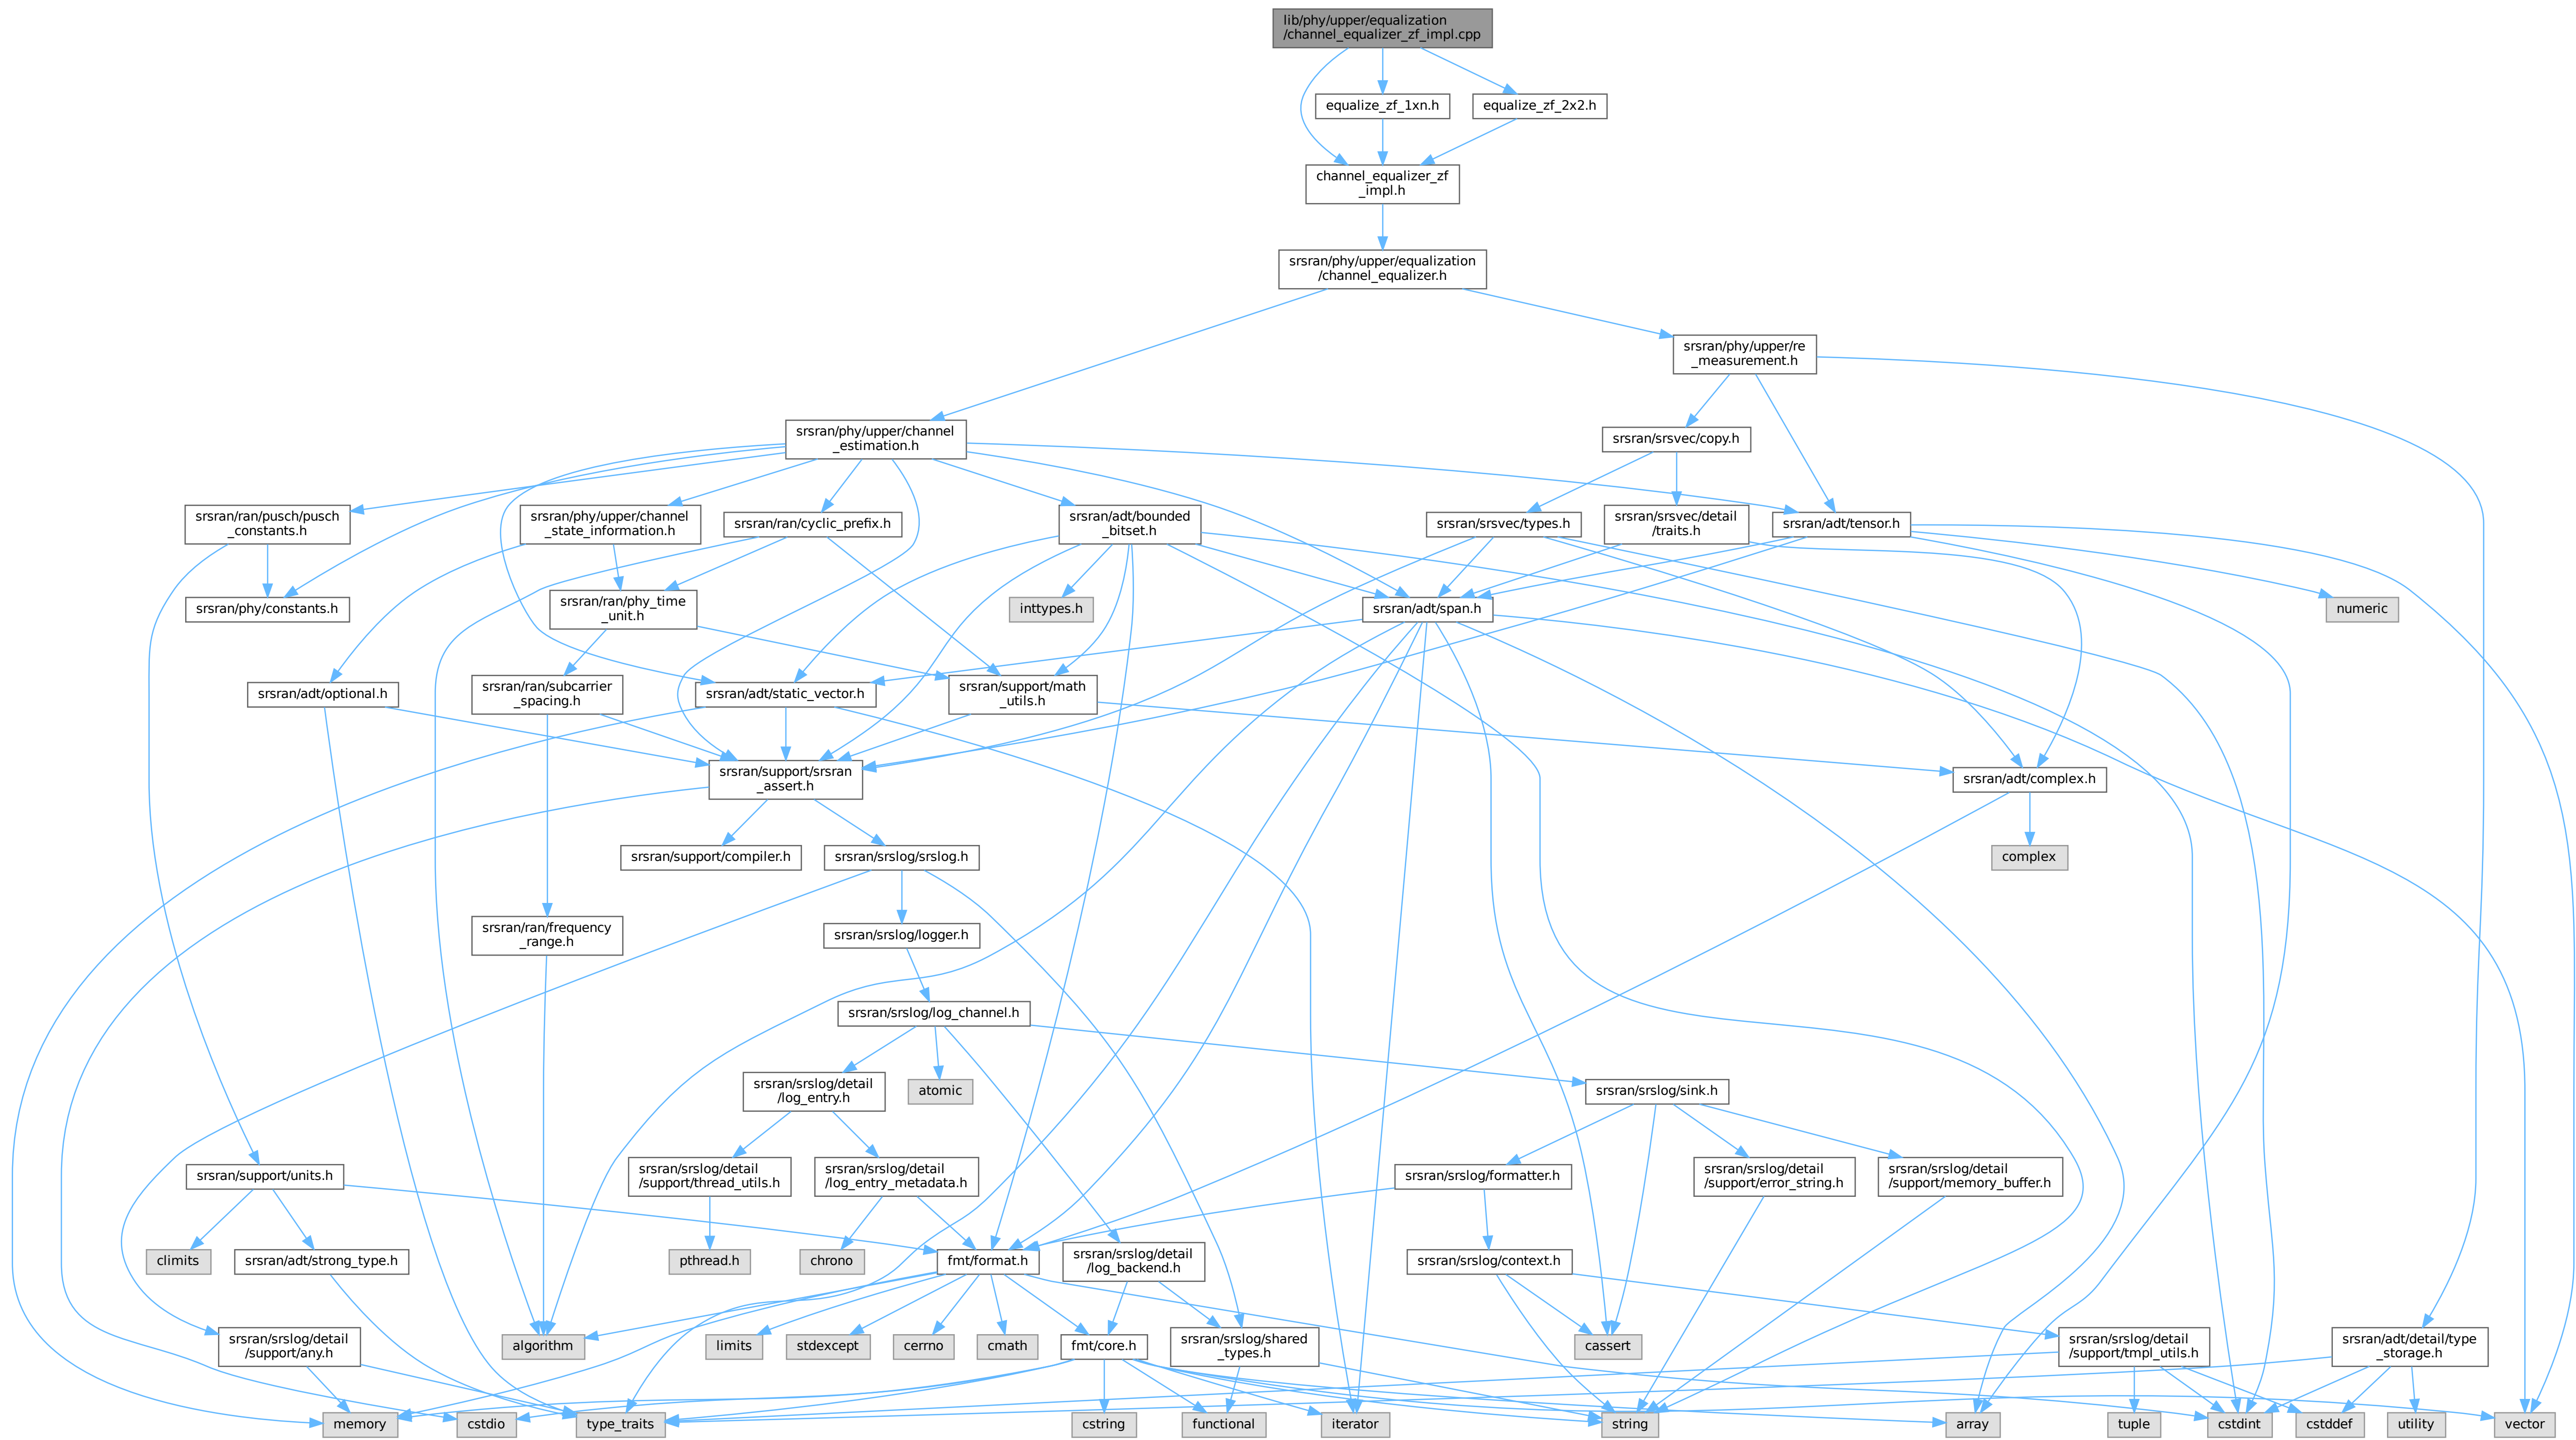 lib/phy/upper/equalization
/channel_equalizer_zf_impl.cpp
equalize_zf_1xn.h
equalize_zf_2x2.h
channel_equalizer_zf
_impl.h
srsran/phy/upper/equalization
/channel_equalizer.h
srsran/phy/upper/re
_measurement.h
srsran/phy/upper/channel
_estimation.h
srsran/srsvec/copy.h
srsran/ran/pusch/pusch
_constants.h
srsran/phy/upper/channel
_state_information.h
srsran/ran/cyclic_prefix.h
srsran/adt/bounded
_bitset.h
srsran/srsvec/types.h
srsran/srsvec/detail
/traits.h
srsran/adt/tensor.h
srsran/phy/constants.h
srsran/ran/phy_time
_unit.h
inttypes.h
srsran/adt/span.h
numeric
srsran/adt/optional.h
srsran/ran/subcarrier
_spacing.h
srsran/adt/static_vector.h
srsran/support/math
_utils.h
srsran/support/srsran
_assert.h
srsran/adt/complex.h
srsran/support/compiler.h
srsran/srslog/srslog.h
complex
srsran/ran/frequency
_range.h
srsran/srslog/logger.h
srsran/srslog/log_channel.h
srsran/srslog/detail
/log_entry.h
atomic
srsran/srslog/sink.h
srsran/support/units.h
srsran/srslog/detail
/support/thread_utils.h
srsran/srslog/detail
/log_entry_metadata.h
srsran/srslog/formatter.h
srsran/srslog/detail
/support/error_string.h
srsran/srslog/detail
/support/memory_buffer.h
climits
srsran/adt/strong_type.h
pthread.h
chrono
fmt/format.h
srsran/srslog/detail
/log_backend.h
srsran/srslog/context.h
srsran/srslog/detail
/support/any.h
algorithm
limits
stdexcept
cerrno
cmath
fmt/core.h
srsran/srslog/shared
_types.h
cassert
srsran/srslog/detail
/support/tmpl_utils.h
srsran/adt/detail/type
_storage.h
memory
cstdio
type_traits
cstring
functional
iterator
string
array
tuple
cstdint
cstddef
utility
vector